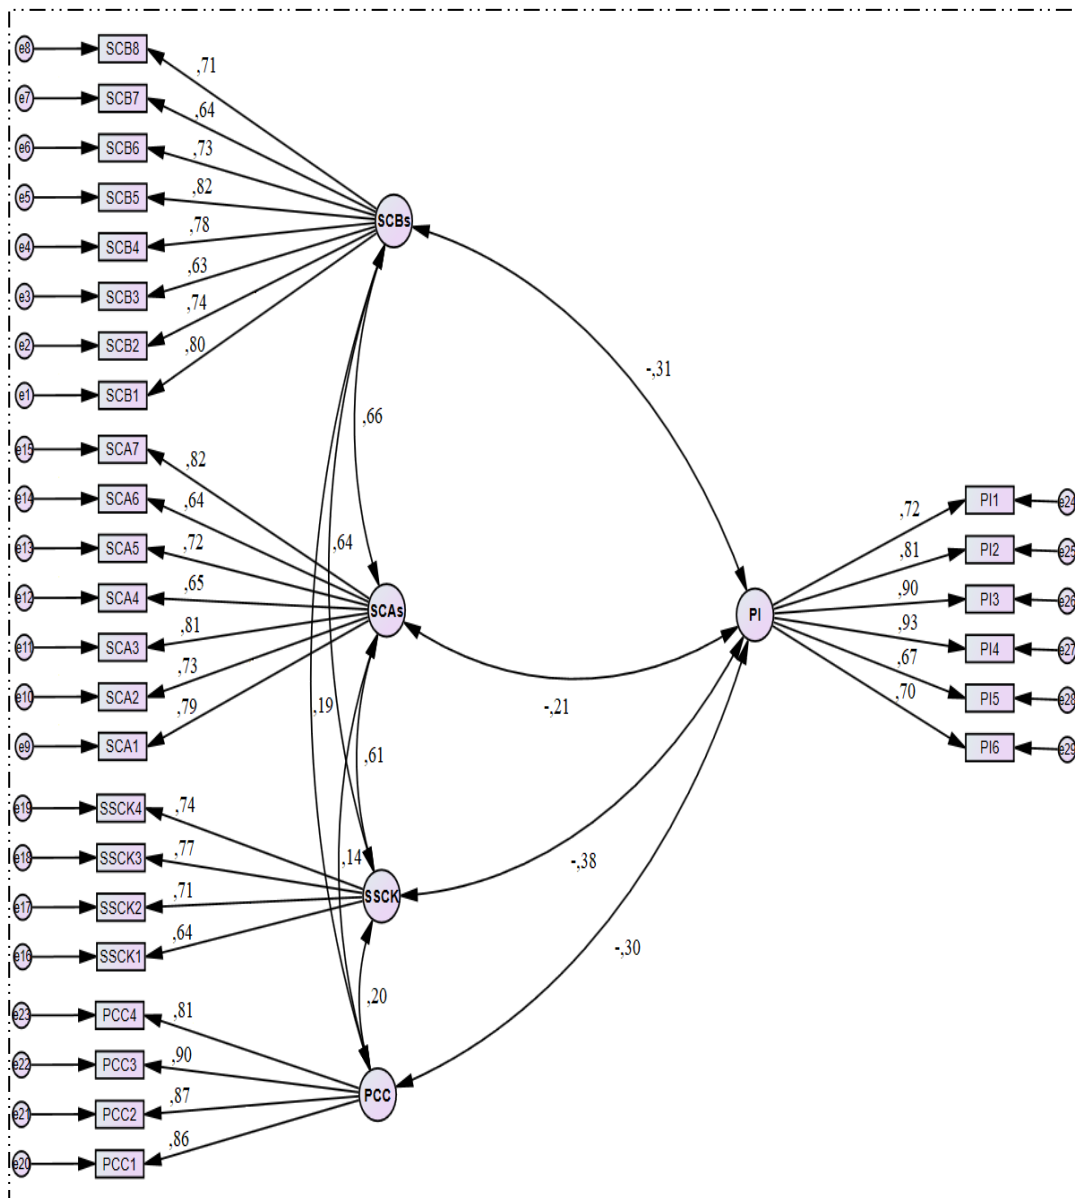 e8 SCB8 ,71
e7 SCB7 ,64
e6 SCB6 ,73
e5 SCB5 ,82
e4 SCB4 ,78
e3 SCB3 ,63
e2 SCB2 ,74
e1 SCB1 ,80
SCBs
-,31
,66
e15 SCA7 ,82
e14 SCA6 ,64
e13 SCA5 ,72
e12 SCA4 ,65
e11 SCA3 ,81
e10 SCA2 ,73
e9 SCA1 ,79
,64
SCAs
,19
-,21
,61
e19 SSCK4 ,74
e18 SSCK3 ,77
e17 SSCK2 ,71
e16 SSCK1 ,64
,14
SSCK
-,38
-,30
,20
e23 PCC4 ,81
e22 PCC3 ,90
e21 PCC2 ,87
e20 PCC1 ,86
PCC
PI
,72 PI1 e24
,81 PI2 e25
,90 PI3 e26
,93 PI4 e27
,67 PI5 e28
,70 PI6 e29